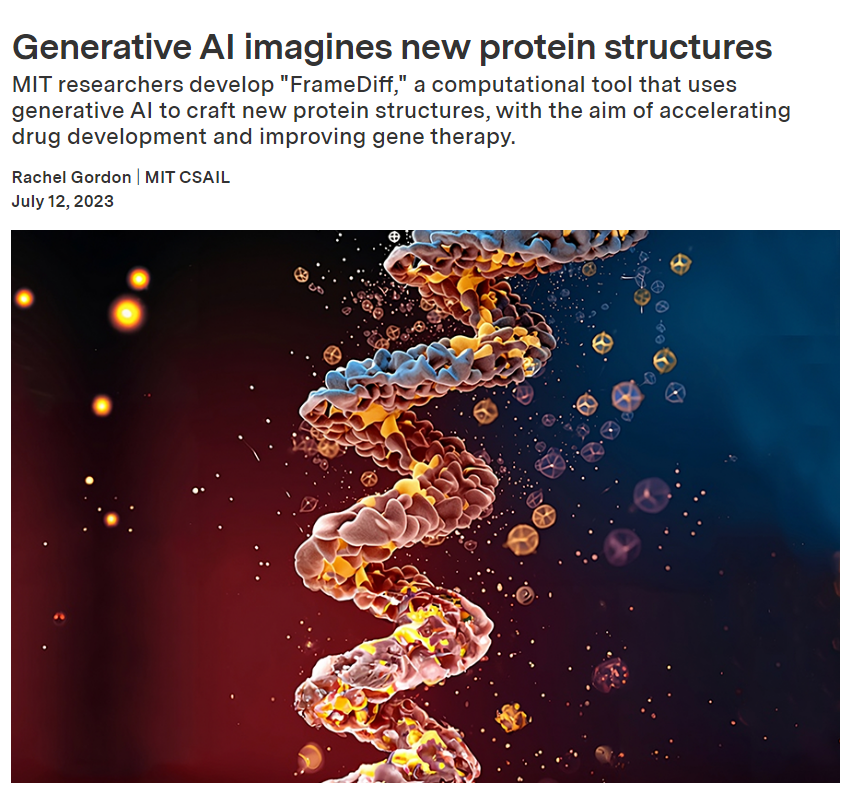 Generative AI imagines new protein structures
MIT researchers develop "FrameDiff," a computational tool that uses
generative AI to craft new protein structures, with the aim of accelerating
drug development and improving gene therapy.
Rachel Gordon | MIT CSAIL
July 12, 2023